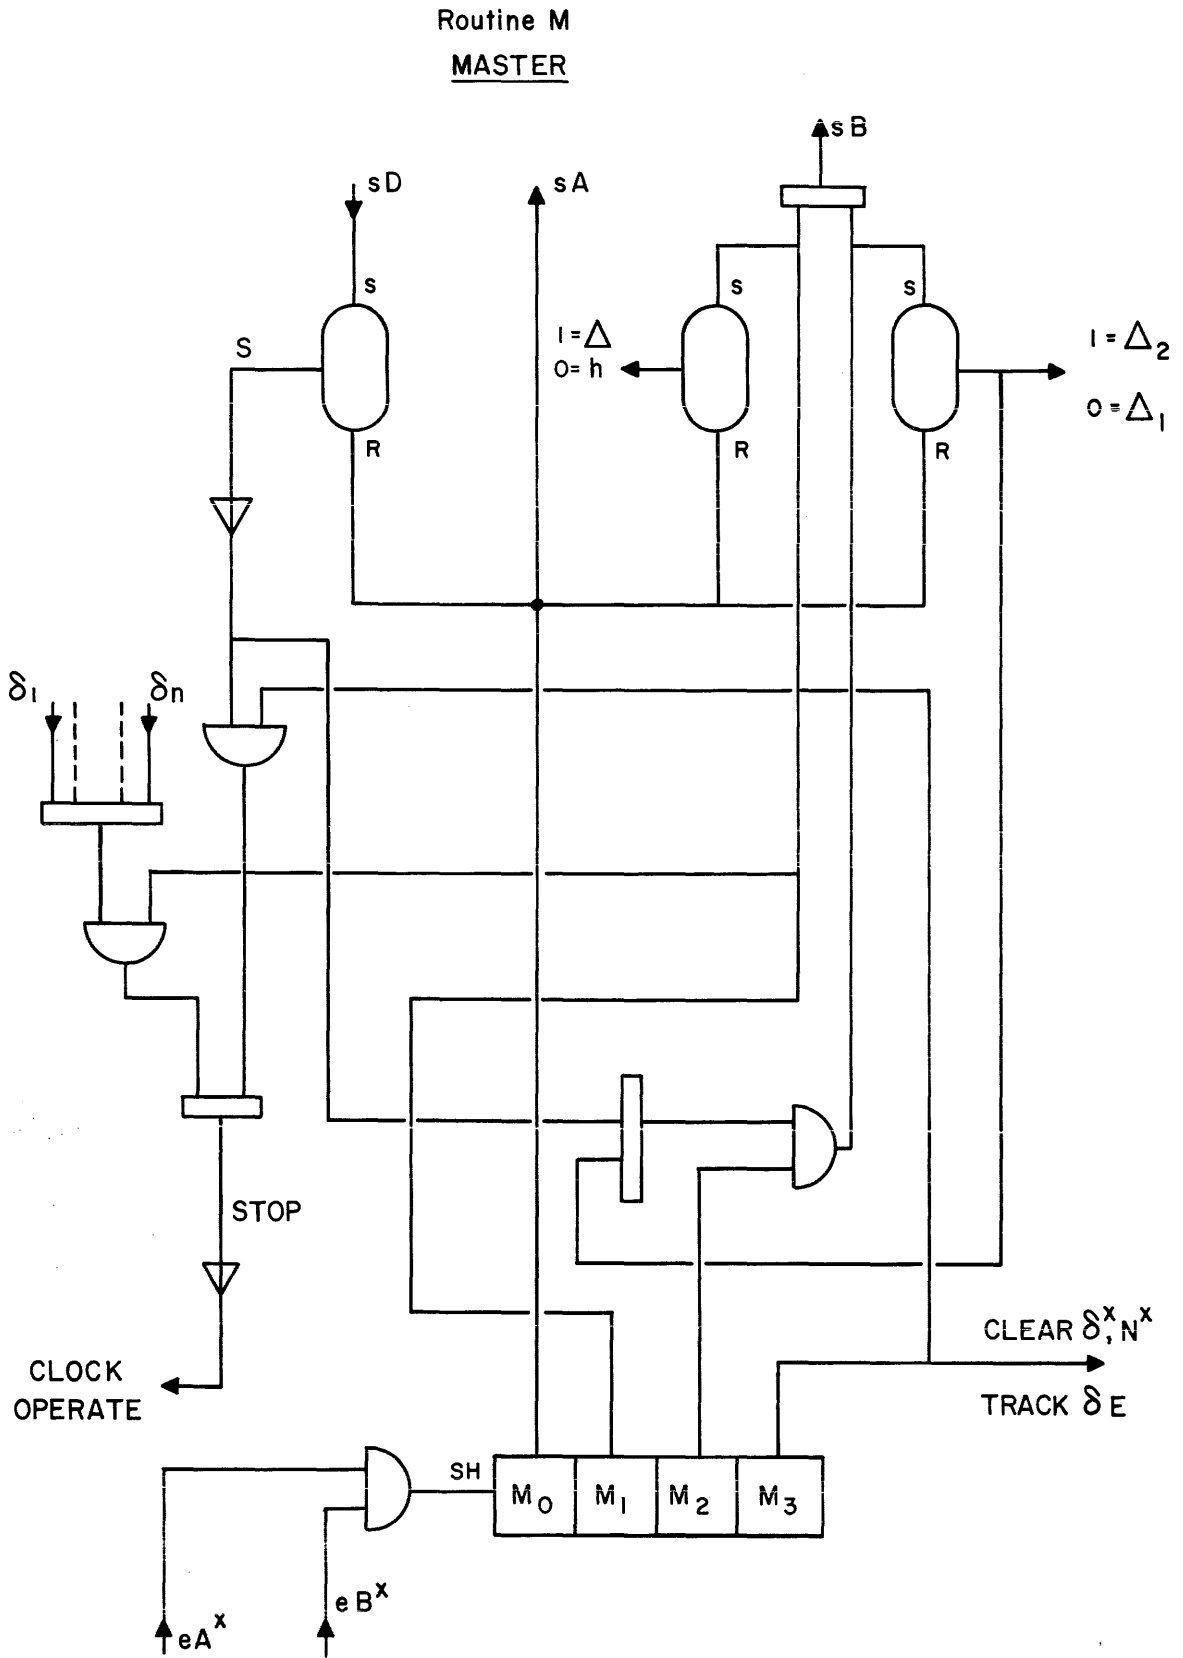 Routine M
MASTER
sB
sD
sA
s
s
s
S
1=Δ
0=h
1=Δ₂
0=Δ₁
R
R
R
δ₁
δn
STOP
CLEAR δˣ, Nˣ
CLOCK
OPERATE
TRACK δE
SH
M₀ M₁ M₂ M₃
eBˣ
eAˣ